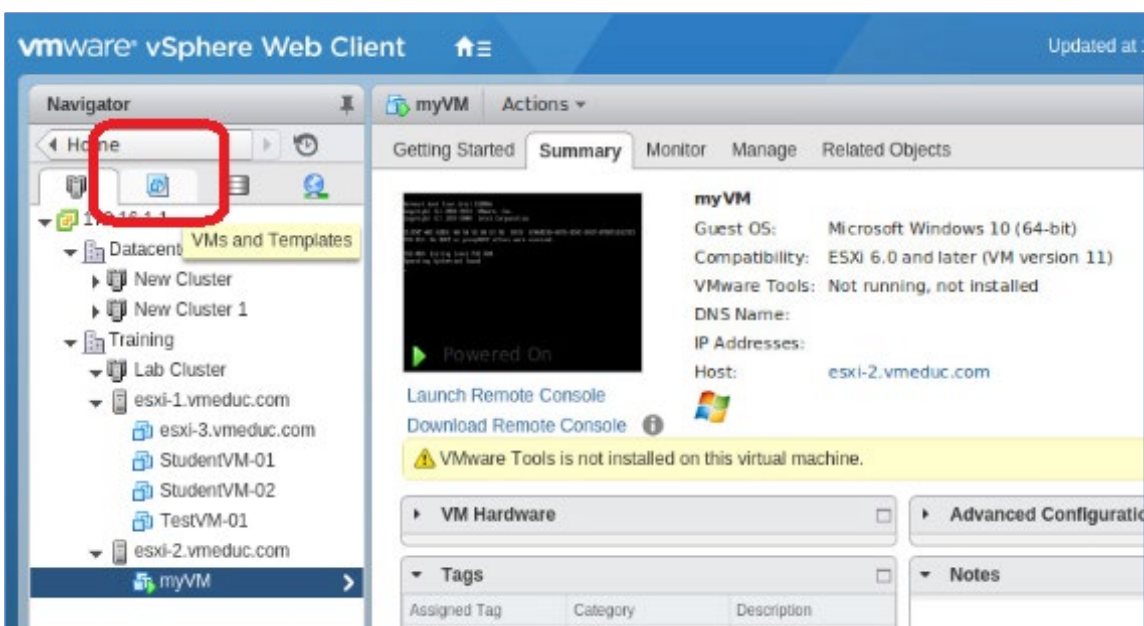 vmware® vSphere Web Client
Updated at
Navigator
Home
VMs and Templates
New Cluster
New Cluster 1
Training
Lab Cluster
esxi-1.vmeduc.com
esxi-3.vmeduc.com
StudentVM-01
StudentVM-02
TestVM-01
esxi-2.vmeduc.com
myVM
myVM Actions
Getting Started Summary Monitor Manage Related Objects
Powered On
Launch Remote Console
Download Remote Console
myVM
Guest OS: Microsoft Windows 10 (64-bit)
Compatibility: ESXi 6.0 and later (VM version 11)
VMware Tools: Not running, not installed
DNS Name:
IP Addresses:
Host: esxi-2.vmeduc.com
VMware Tools is not installed on this virtual machine.
VM Hardware
Advanced
Tags
Notes
Assigned Tag Category Description